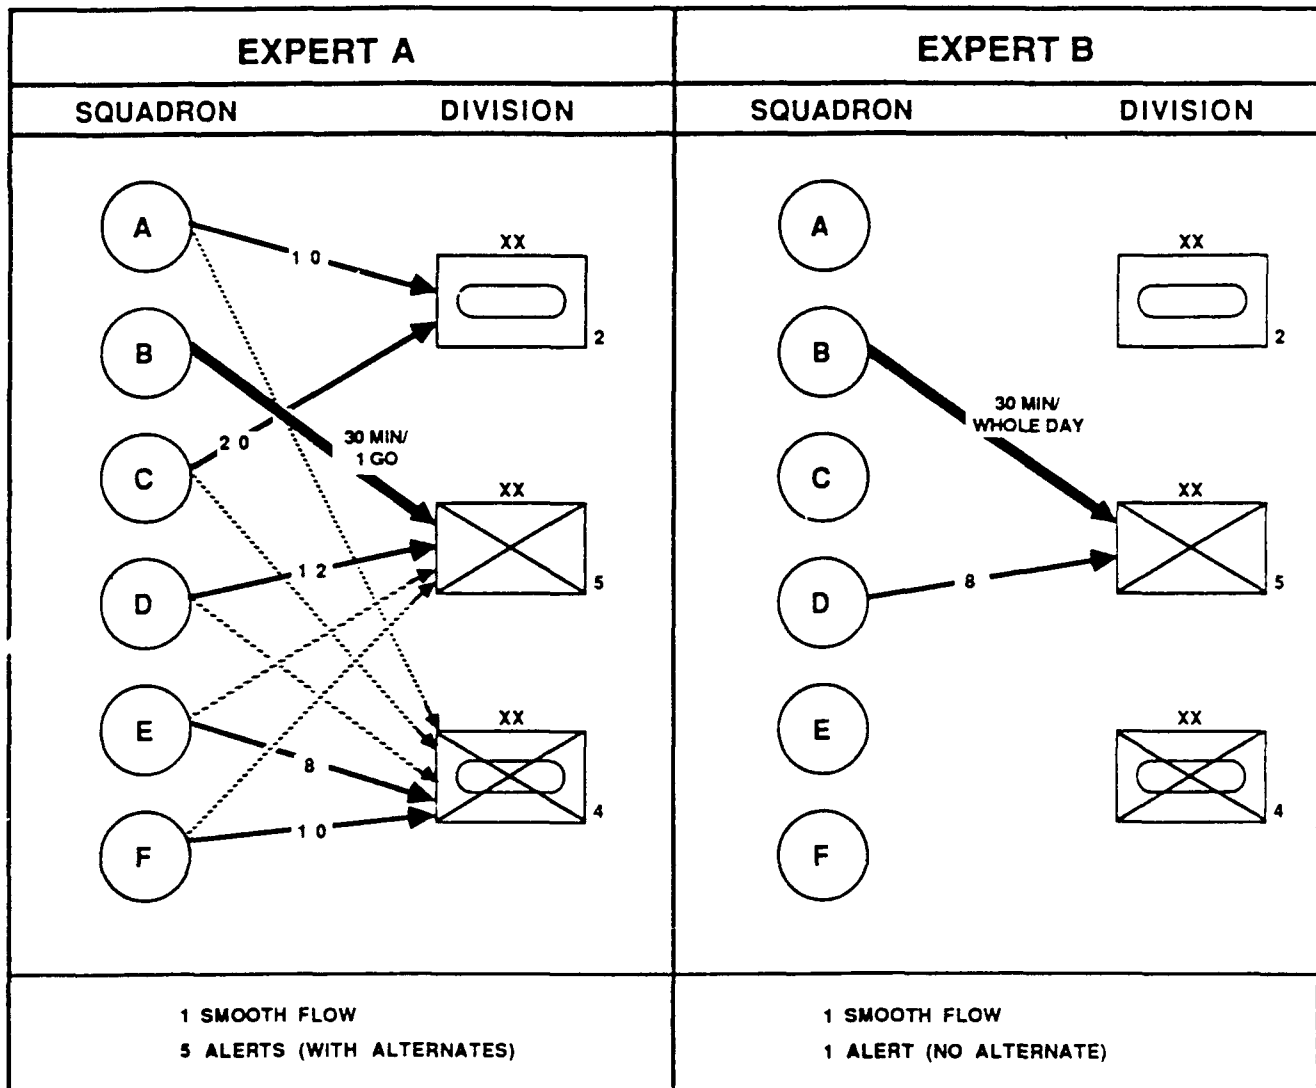 EXPERT A
SQUADRON DIVISION
A
B
C
D
E
F
10
20
30 MIN/
1 GO
12
8
10
XX
2
XX
5
XX
4
1 SMOOTH FLOW
5 ALERTS (WITH ALTERNATES)
EXPERT B
SQUADRON DIVISION
A
B
C
D
E
F
30 MIN/
WHOLE DAY
8
XX
2
XX
5
XX
4
1 SMOOTH FLOW
1 ALERT (NO ALTERNATE)